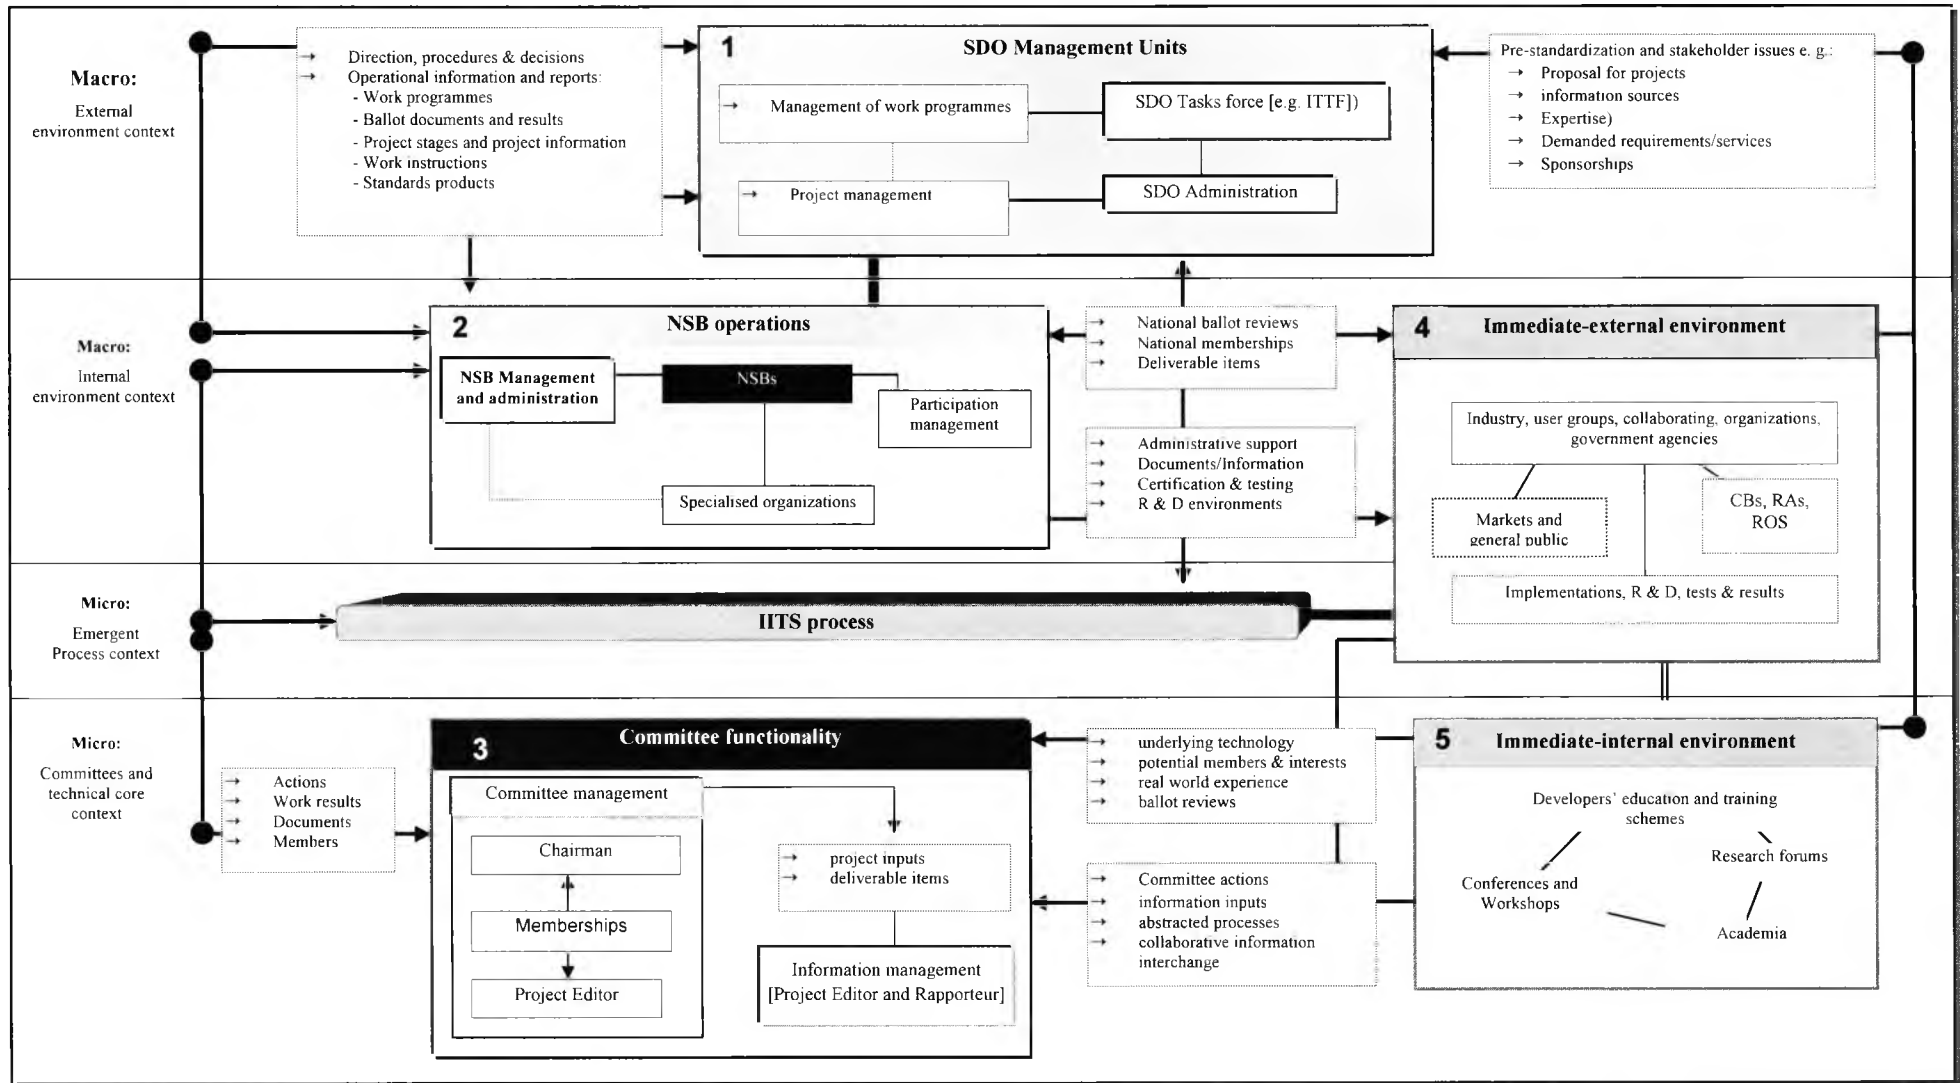 Macro:
External
environment context
→ Direction, procedures & decisions
→ Operational information and reports:
- Work programmes
- Ballot documents and results
- Project stages and project information
- Work instructions
- Standards products
1 SDO Management Units
→ Management of work programmes
SDO Tasks force [e.g. ITTF])
→ Project management
SDO Administration
Pre-standardization and stakeholder issues e. g.:
→ Proposal for projects
→ information sources
→ Expertise)
→ Demanded requirements/services
→ Sponsorships
Macro:
Internal
environment context
2 NSB operations
NSB Management
and administration
NSBs
Participation
management
Specialised organizations
→ National ballot reviews
→ National memberships
→ Deliverable items
→ Administrative support
→ Documents/Information
→ Certification & testing
→ R & D environments
4 Immediate-external environment
Industry, user groups, collaborating, organizations,
government agencies
Markets and
general public
CBs, RAs,
ROS
Implementations, R & D, tests & results
Micro:
Emergent
Process context
IITS process
Micro:
Committees and
technical core
context
→ Actions
→ Work results
→ Documents
→ Members
3 Committee functionality
Committee management
Chairman
Memberships
Project Editor
→ project inputs
→ deliverable items
Information management
[Project Editor and Rapporteur]
→ underlying technology
→ potential members & interests
→ real world experience
→ ballot reviews
→ Committee actions
→ information inputs
→ abstracted processes
→ collaborative information
interchange
5 Immediate-internal environment
Developers' education and training
schemes
Research forums
Conferences and
Workshops
Academia